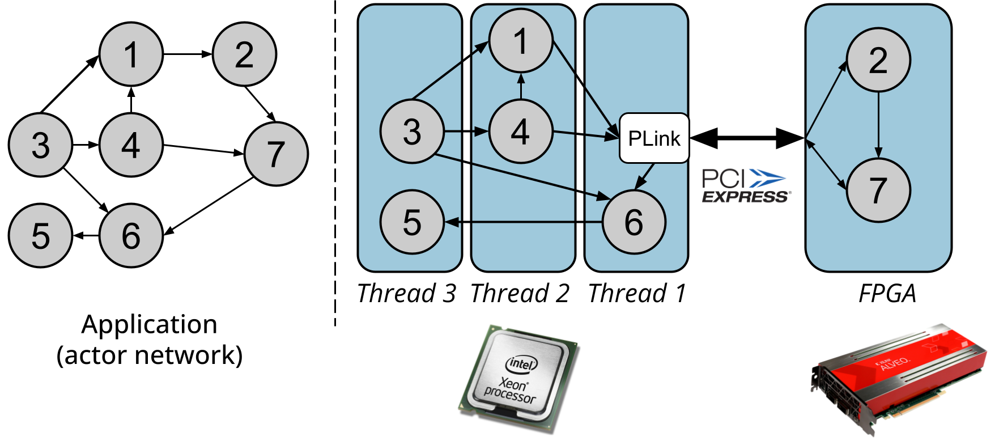 1
2
3
4
7
5
6
Application
(actor network)
1
3
4
PLink
5
6
Thread 3
Thread 2
Thread 1
PCI
EXPRESS®
2
7
FPGA
intel
Xeon®
processor
XILINX
ALVEO